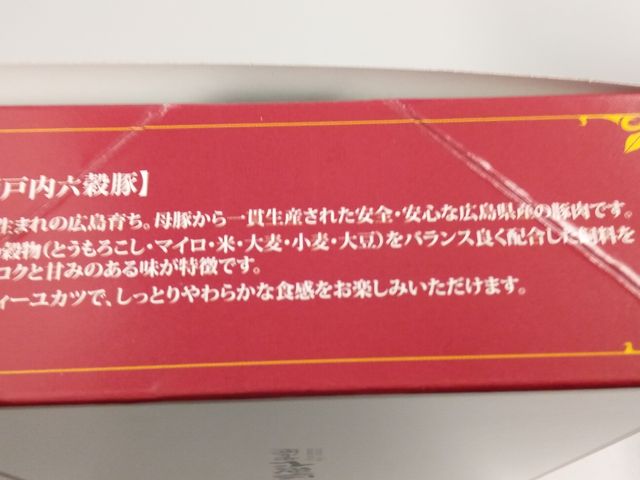 戸内六穀豚】
生まれの広島育ち。母豚から一貫生産された安全・安心な広島県産の豚肉です。
穀物(とうもろこし・マイロ・米・大麦・小麦・大豆)をバランス良く配合した飼料を
コクと甘みのある味が特徴です。
ィーユカツで、しっとりやわらかな食感をお楽しみいただけます。